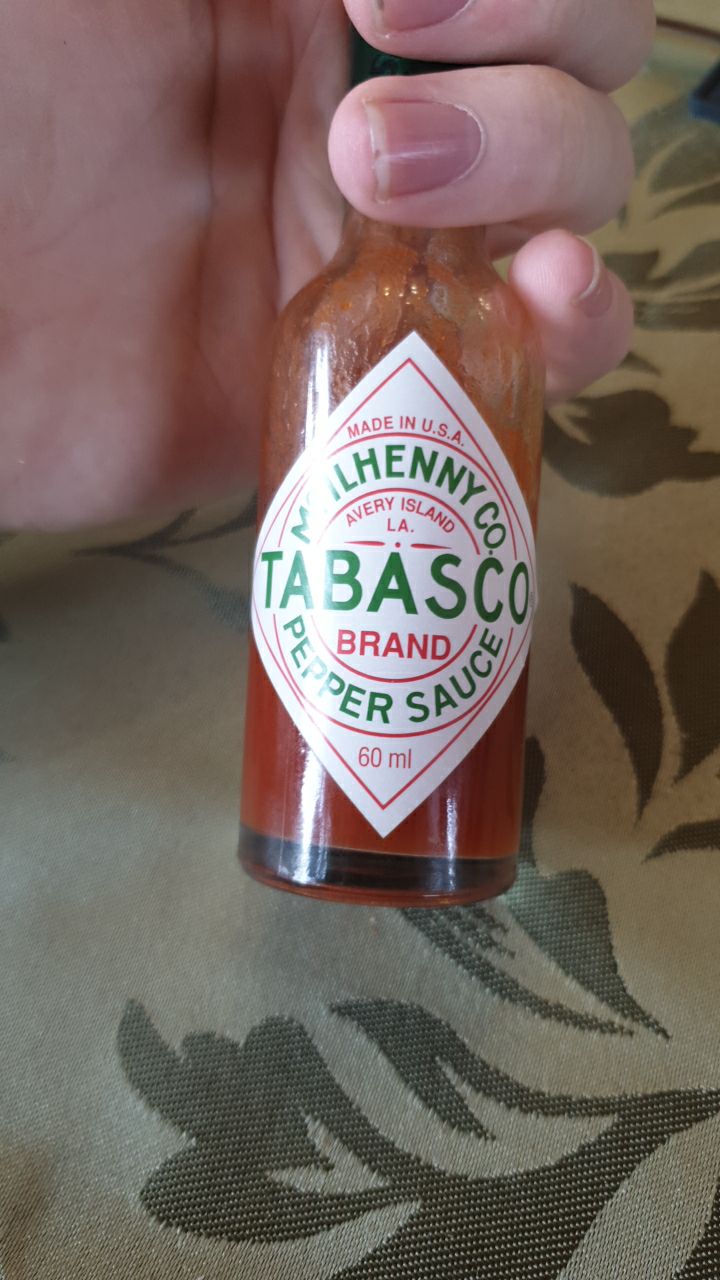 MADE IN U.S.A.
McILHENNY CO.
AVERY ISLAND
LA.
TABASCO
BRAND
PEPPER SAUCE
60 ml